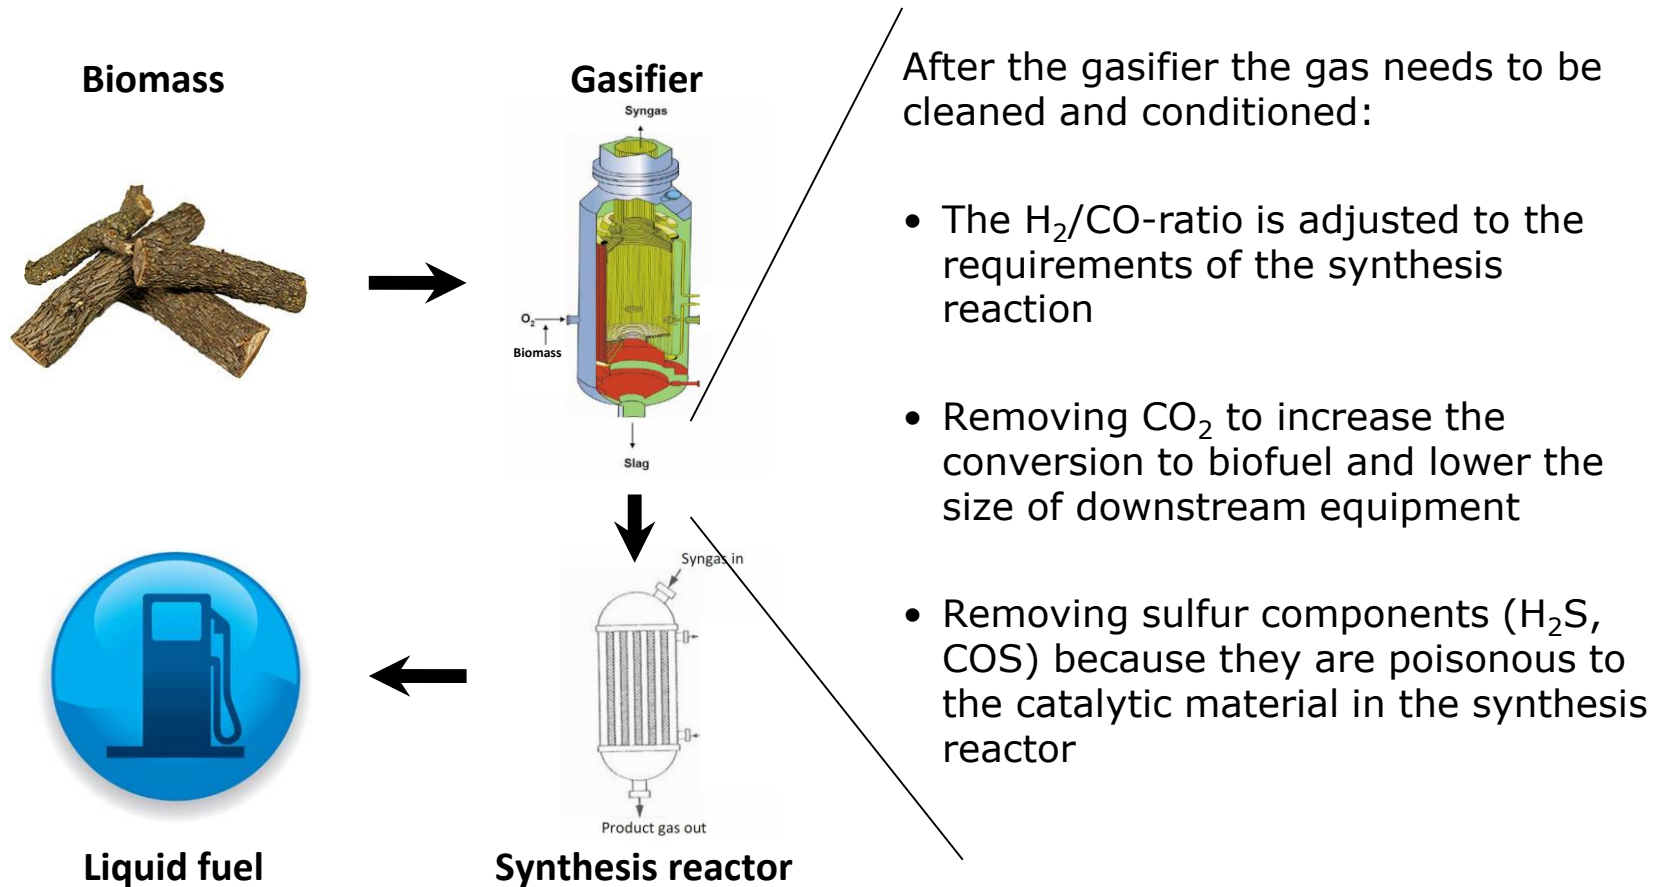 Biomass
Gasifier
Syngas
O₂
Biomass
Slag
Syngas in
Product gas out
Liquid fuel
Synthesis reactor
After the gasifier the gas needs to be
cleaned and conditioned:
• The H₂/CO-ratio is adjusted to the
requirements of the synthesis
reaction
• Removing CO₂ to increase the
conversion to biofuel and lower the
size of downstream equipment
• Removing sulfur components (H₂S,
COS) because they are poisonous to
the catalytic material in the synthesis
reactor